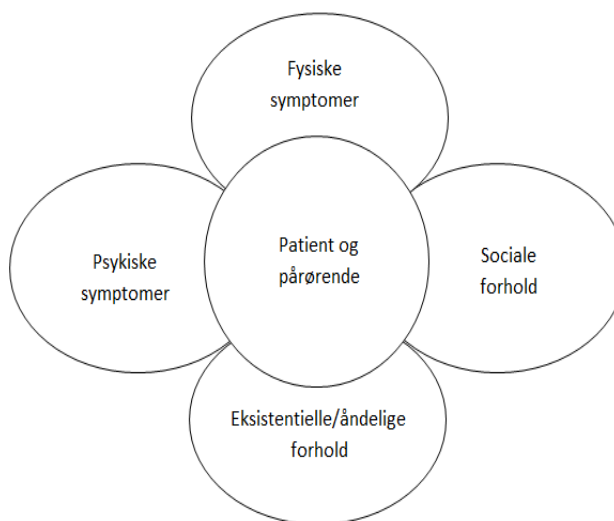 Fysiske
symptomer
Psykiske
symptomer
Patient og
pårørende
Sociale
forhold
Eksistentielle/åndelige
forhold